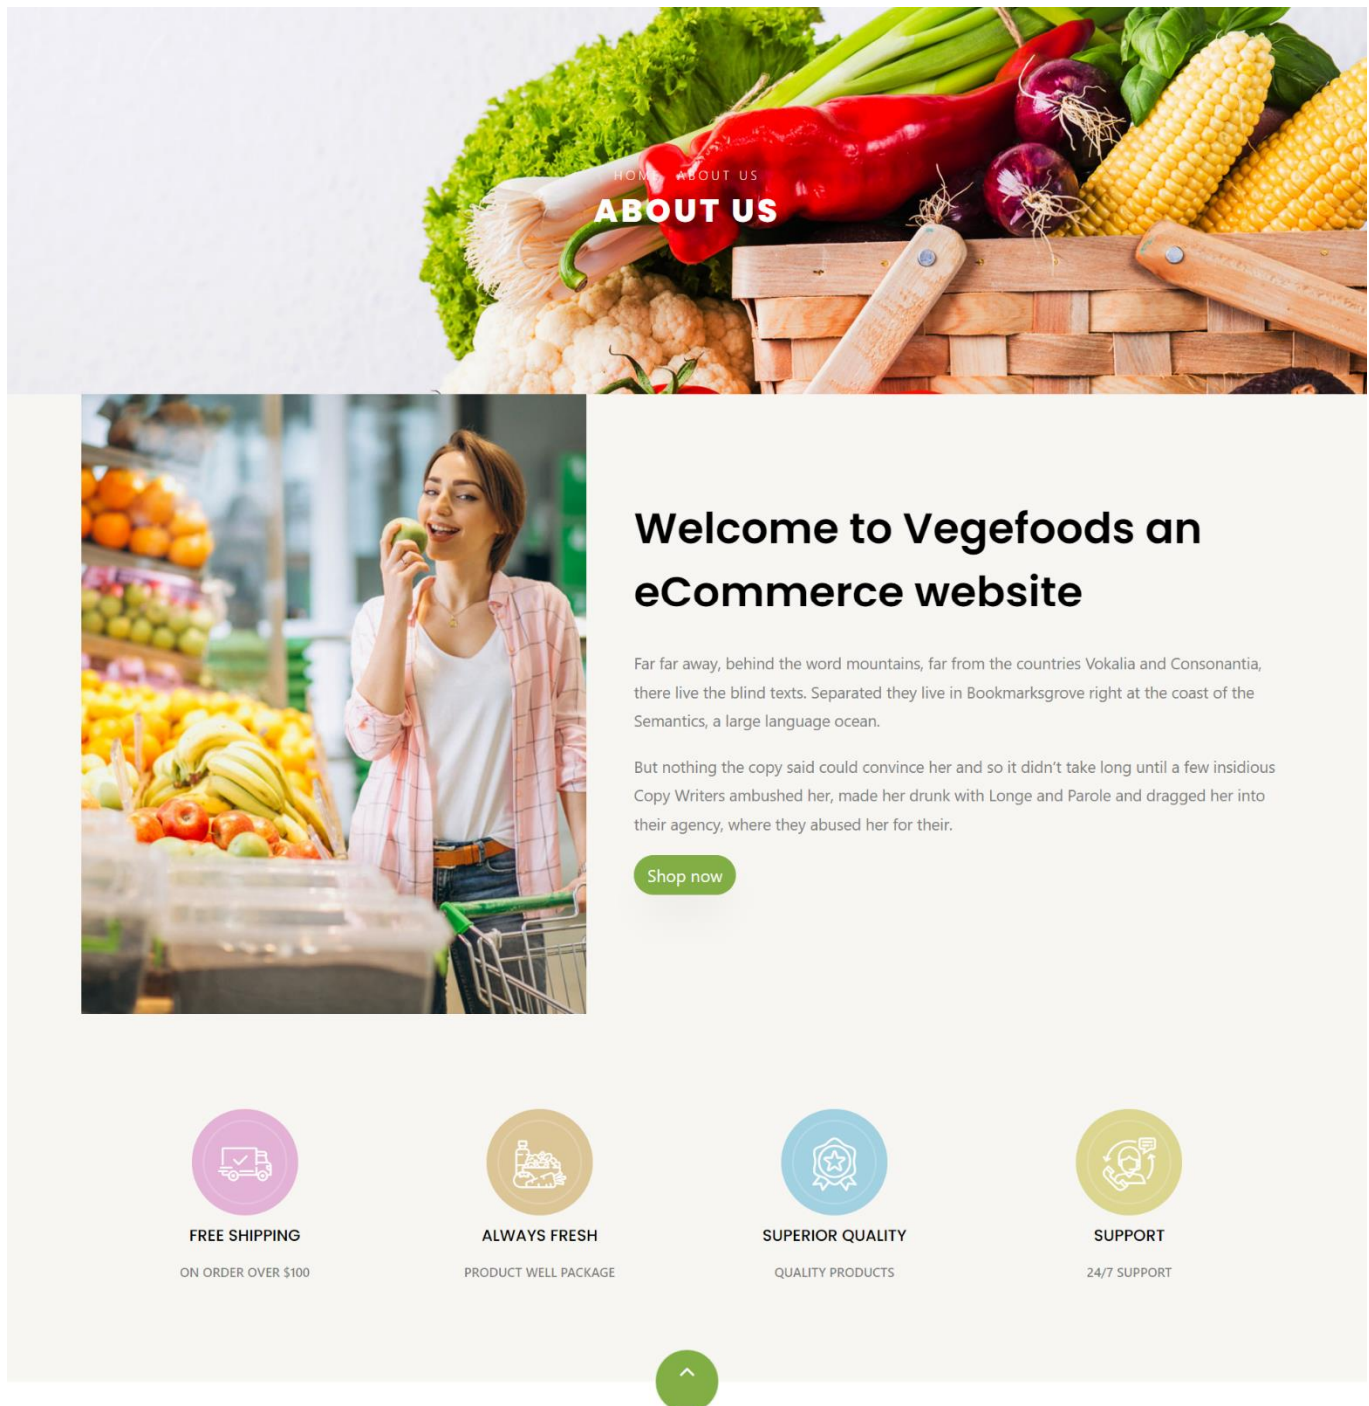 HOME ABOUT US
ABOUT US
Welcome to Vegefoods an
eCommerce website
Far far away, behind the word mountains, far from the countries Vokalia and Consonantia,
there live the blind texts. Separated they live in Bookmarksgrove right at the coast of the
Semantics, a large language ocean.
But nothing the copy said could convince her and so it didn't take long until a few insidious
Copy Writers ambushed her, made her drunk with Longe and Parole and dragged her into
their agency, where they abused her for their.
Shop now
FREE SHIPPING
ON ORDER OVER $100
ALWAYS FRESH
PRODUCT WELL PACKAGE
SUPERIOR QUALITY
QUALITY PRODUCTS
SUPPORT
24/7 SUPPORT